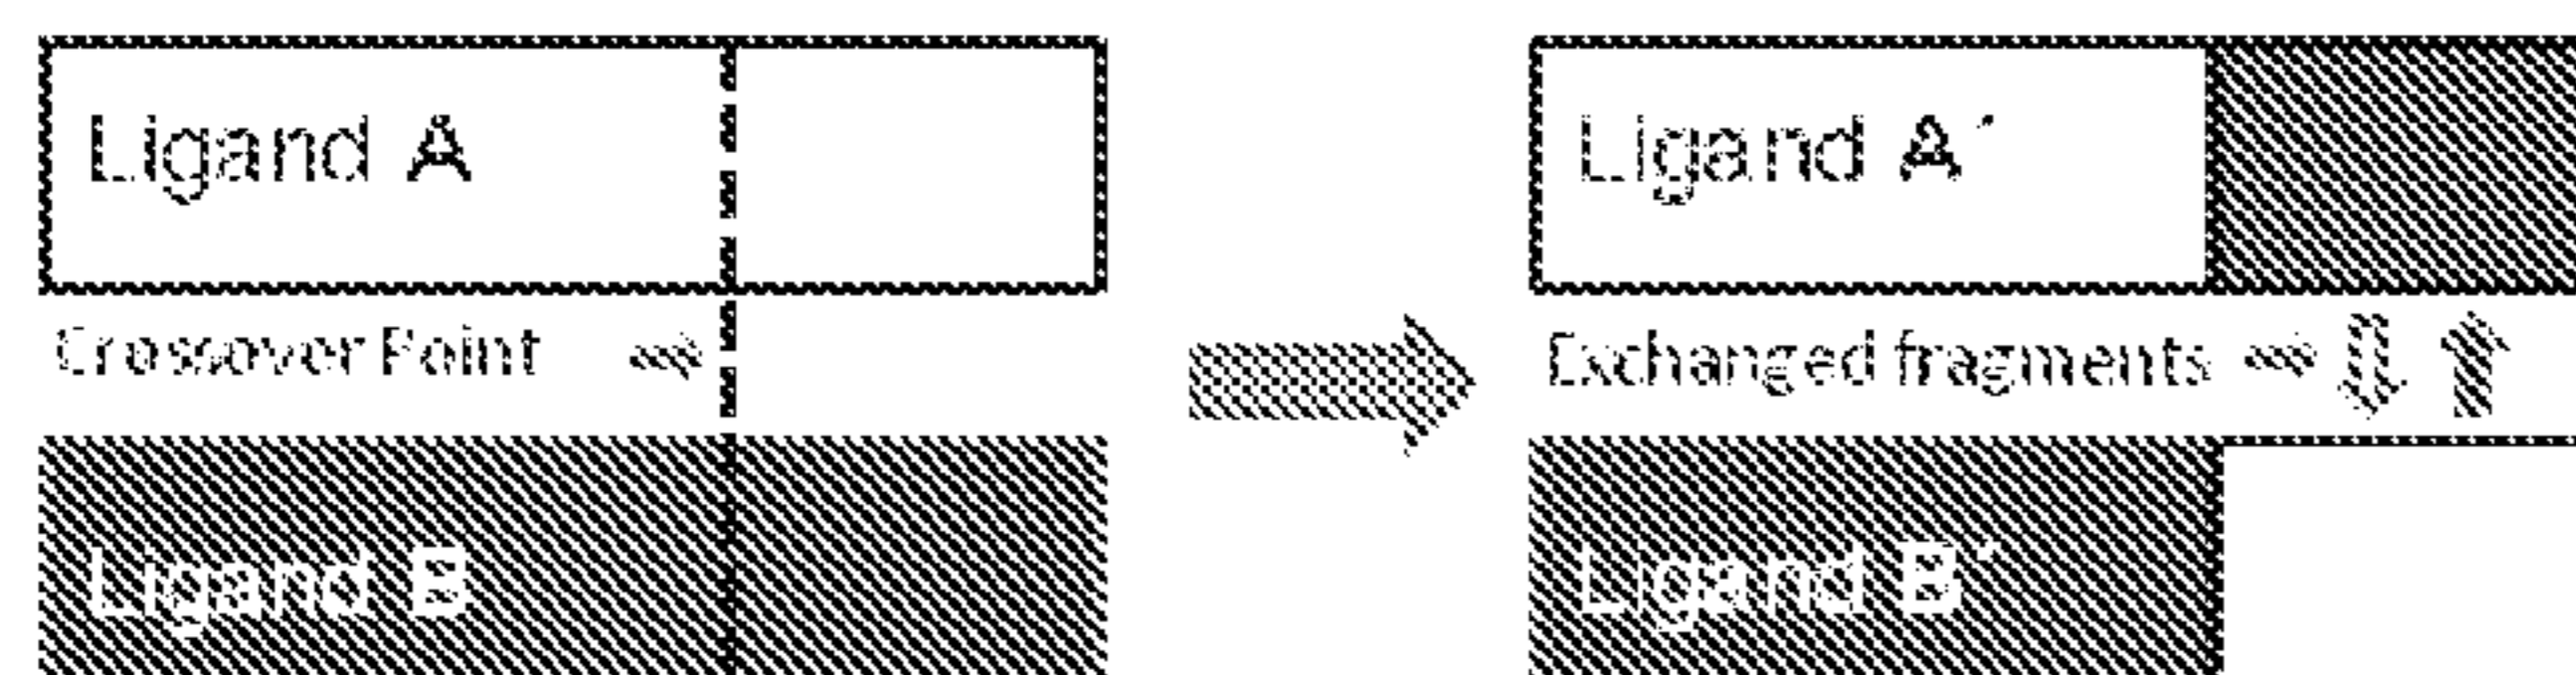 Ligand A
Ligand A´
Crossover Point
Exchanged fragments
Ligand B
Ligand B´